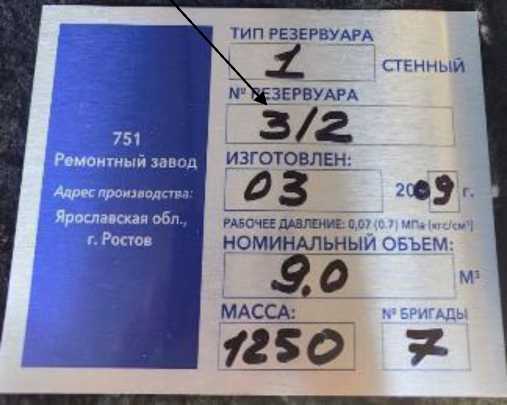 751
Ремонтный завод
Адрес производства:
Ярославская обл.,
г. Ростов
ТИП РЕЗЕРВУАРА
1 СТЕННЫЙ
№ РЕЗЕРВУАРА
3/2
ИЗГОТОВЛЕН:
03 2009 г.
РАБОЧЕЕ ДАВЛЕНИЕ: 0,07 (0.7) МПа (кгс/см²)
НОМИНАЛЬНЫЙ ОБЪЕМ:
9.0 М³
МАССА: № БРИГАДЫ
1250 7